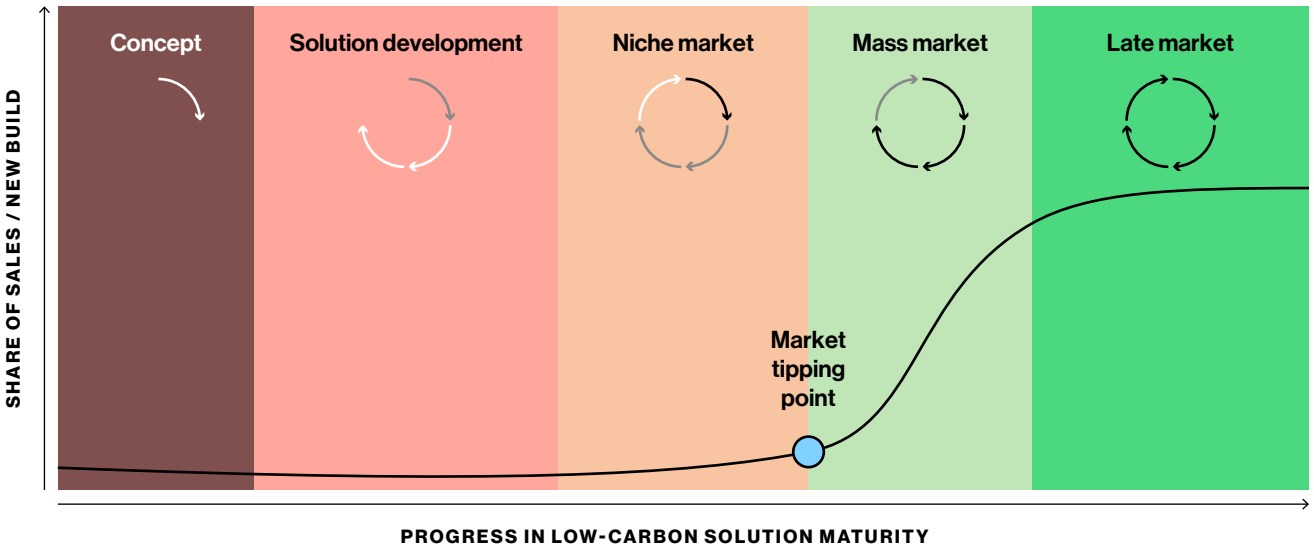 Concept
Solution development
Niche market
Mass market
Late market
SHARE OF SALES / NEW BUILD
Market
tipping
point
PROGRESS IN LOW-CARBON SOLUTION MATURITY